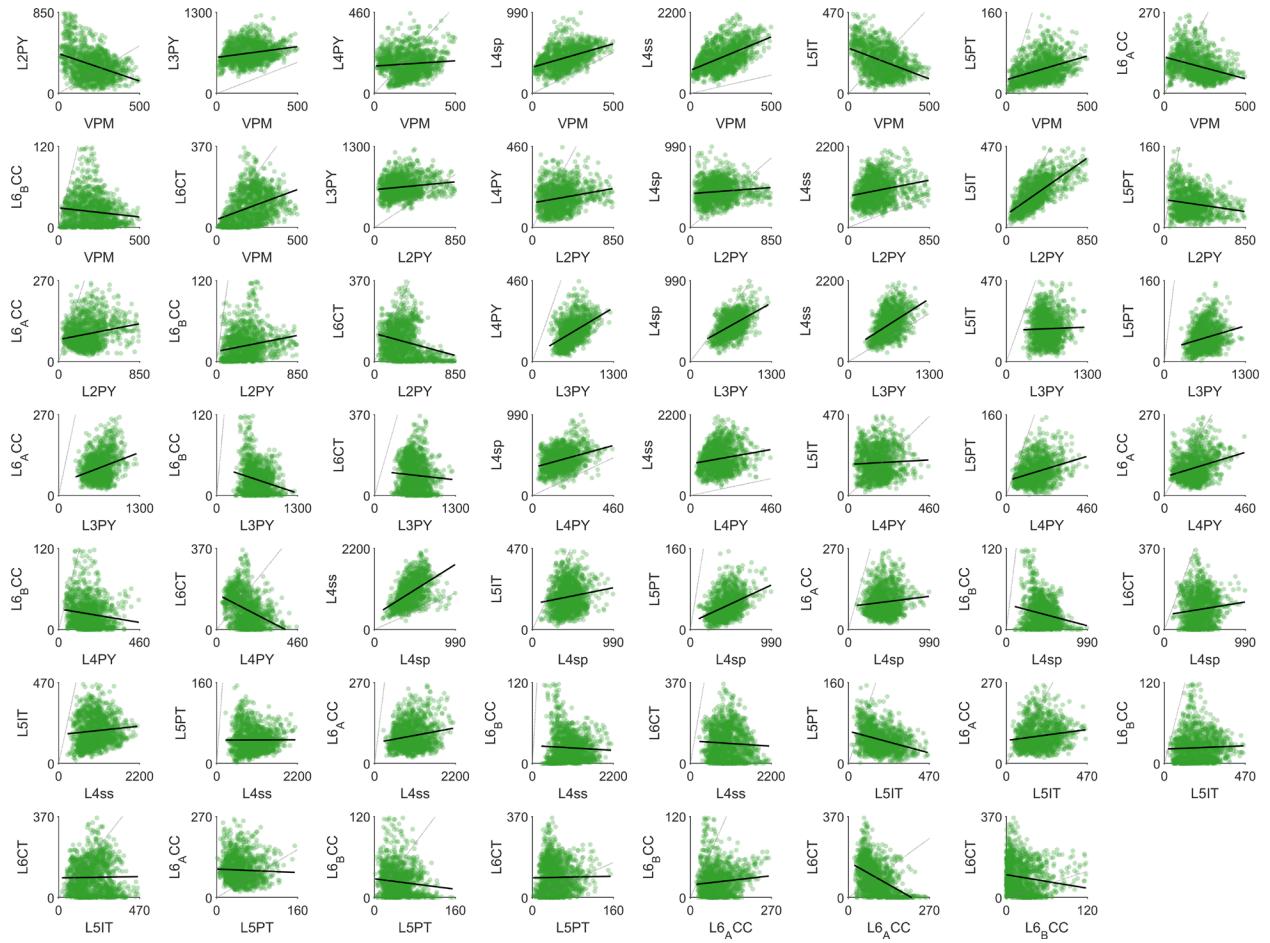 850 1300 460 990 2200 470 160 270
L2PY L3PY L4PY L4sp L4ss L5IT L5PT L6ACC
0 0 0 0 0 0 0 0
0 500 0 500 0 500 0 500 0 500 0 500 0 500 0 500
VPM VPM VPM VPM VPM VPM VPM VPM
120 370 1300 460 990 2200 470 160
L6BCC L6CT L3PY L4PY L4sp L4ss L5IT L5PT
0 0 0 0 0 0 0 0
0 500 0 500 0 850 0 850 0 850 0 850 0 850 0 850
VPM VPM L2PY L2PY L2PY L2PY L2PY L2PY
270 120 370 460 990 2200 470 160
L6ACC L6BCC L6CT L4PY L4sp L4ss L5IT L5PT
0 0 0 0 0 0 0 0
0 850 0 850 0 850 0 1300 0 1300 0 1300 0 1300 0 1300
L2PY L2PY L2PY L3PY L3PY L3PY L3PY L3PY
270 120 370 990 2200 470 160 270
L6ACC L6BCC L6CT L4sp L4ss L5IT L5PT L6ACC
0 0 0 0 0 0 0 0
0 1300 0 1300 0 1300 0 460 0 460 0 460 0 460 0 460
L3PY L3PY L3PY L4PY L4PY L4PY L4PY L4PY
120 370 2200 470 160 270 120 370
L6BCC L6CT L4ss L5IT L5PT L6ACC L6BCC L6CT
0 0 0 0 0 0 0 0
0 460 0 460 0 990 0 990 0 990 0 990 0 990 0 990
L4PY L4PY L4sp L4sp L4sp L4sp L4sp L4sp
470 160 270 120 370 160 270 120
L5IT L5PT L6ACC L6BCC L6CT L5PT L6ACC L6BCC
0 0 0 0 0 0 0 0
0 2200 0 2200 0 2200 0 2200 0 2200 0 470 0 470 0 470
L4ss L4ss L4ss L4ss L4ss L5IT L5IT L5IT
370 270 120 370 120 370 370
L6CT L6ACC L6BCC L6CT L6BCC L6CT L6CT
0 0 0 0 0 0 0
0 470 0 160 0 160 0 160 0 270 0 270 0 120
L5IT L5PT L5PT L5PT L6ACC L6ACC L6BCC